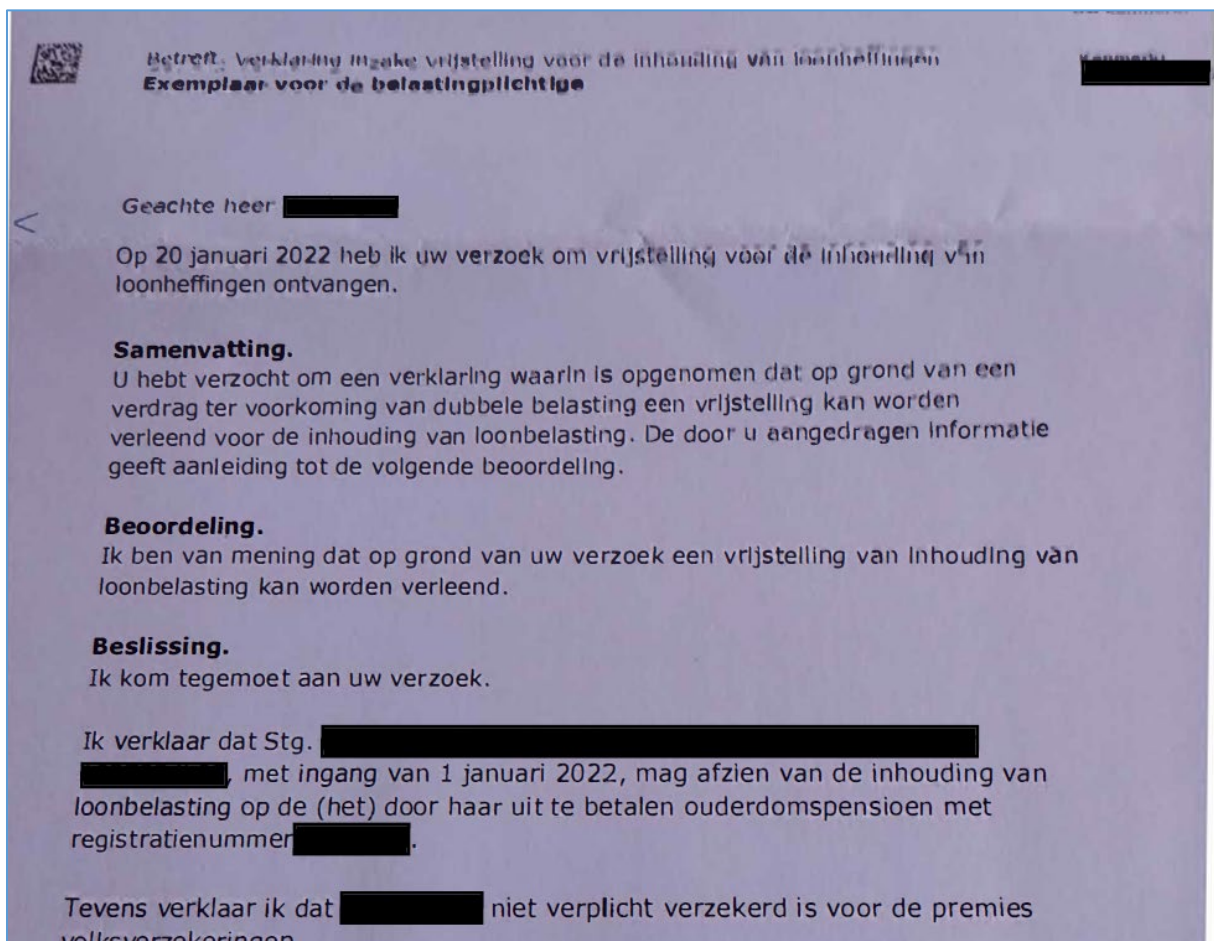 Betreft. Verklaring inzake vrijstelling voor de inhouding van loonheffingen
Kenmerk
Exemplaar voor de belastingplichtige
Geachte heer
Op 20 januari 2022 heb ik uw verzoek om vrijstelling voor de inhouding van
loonheffingen ontvangen.
Samenvatting.
U hebt verzocht om een verklaring waarin is opgenomen dat op grond van een
verdrag ter voorkoming van dubbele belasting een vrijstelling kan worden
verleend voor de inhouding van loonbelasting. De door u aangedragen informatie
geeft aanleiding tot de volgende beoordeling.
Beoordeling.
Ik ben van mening dat op grond van uw verzoek een vrijstelling van inhouding van
loonbelasting kan worden verleend.
Beslissing.
Ik kom tegemoet aan uw verzoek.
Ik verklaar dat Stg.
, met ingang van 1 januari 2022, mag afzien van de inhouding van
loonbelasting op de (het) door haar uit te betalen ouderdomspensioen met
registratienummer .
Tevens verklaar ik dat niet verplicht verzekerd is voor de premies
volksverzekeringen